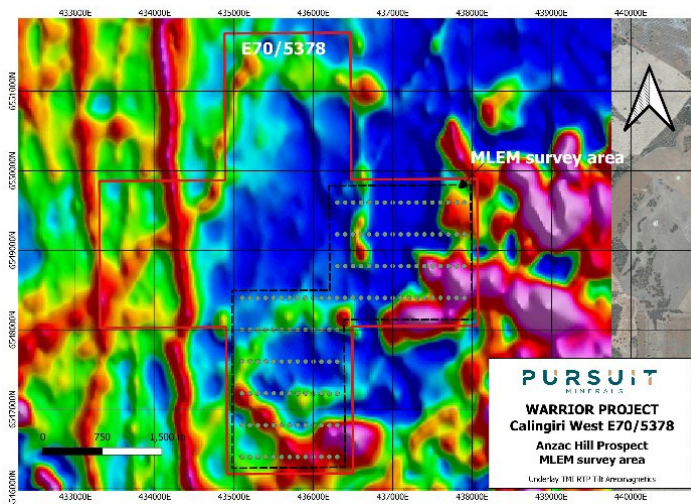 433000E 434000E 435000E 436000E 437000E 438000E 439000E 440000E
E70/5378
6551000N
MLEM survey area
6550000N
6549000N
6548000N
6547000N
6546000N
0 750 1,500 m
PURSUIT
MINERALS
WARRIOR PROJECT
Calingiri West E70/5378
Anzac Hill Prospect
MLEM survey area
Underlay TMI RTP Tilt Aeromagnetics
433000E 434000E 435000E 436000E 437000E 438000E 439000E 440000E